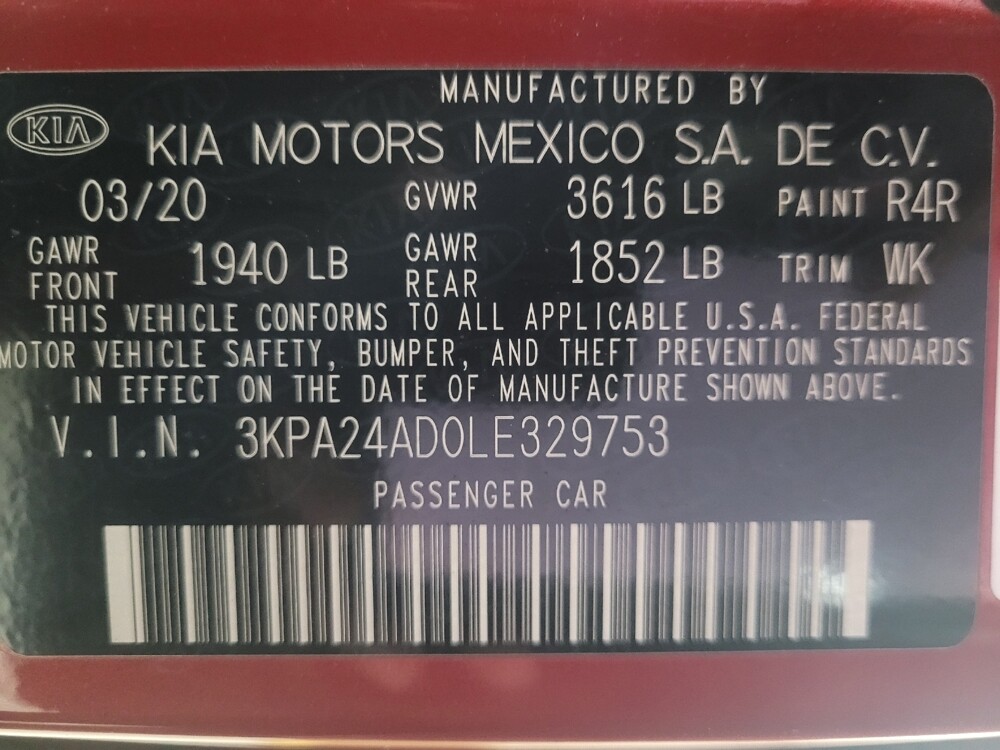 MANUFACTURED BY
KIA
KIA MOTORS MEXICO S.A. DE C.V.
03/20 GVWR 3616 LB PAINT R4R
GAWR FRONT 1940 LB GAWR REAR 1852 LB TRIM WK
THIS VEHICLE CONFORMS TO ALL APPLICABLE U.S.A. FEDERAL
MOTOR VEHICLE SAFETY, BUMPER, AND THEFT PREVENTION STANDARDS
IN EFFECT ON THE DATE OF MANUFACTURE SHOWN ABOVE.
V.I.N. 3KPA24AD0LE329753
PASSENGER CAR